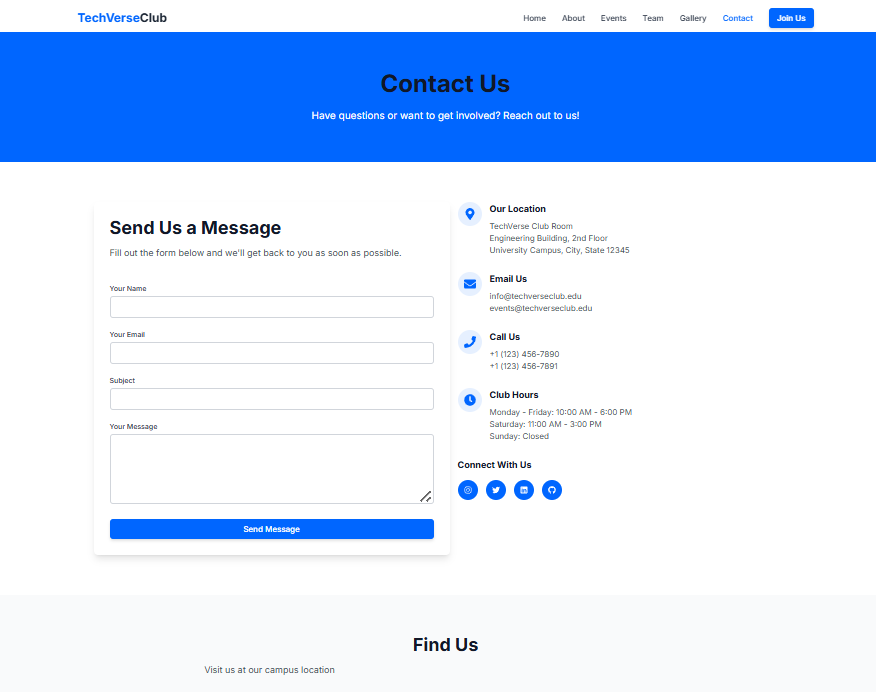 TechVerseClub
Home About Events Team Gallery Contact Join Us
Contact Us
Have questions or want to get involved? Reach out to us!
Send Us a Message
Fill out the form below and we'll get back to you as soon as possible.
Your Name
Your Email
Subject
Your Message
Send Message
Our Location
TechVerse Club Room
Engineering Building, 2nd Floor
University Campus, City, State 12345
Email Us
info@techverseclub.edu
events@techverseclub.edu
Call Us
+1 (123) 456-7890
+1 (123) 456-7891
Club Hours
Monday - Friday: 10:00 AM - 6:00 PM
Saturday: 11:00 AM - 3:00 PM
Sunday: Closed
Connect With Us
Find Us
Visit us at our campus location